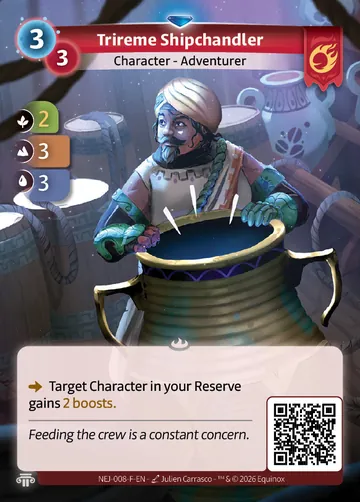 3
Trireme Shipchandler
3
Character - Adventurer
2
3
3
Target Character in your Reserve
gains 2 boosts.
Feeding the crew is a constant concern.
NEJ-008-F-EN - Julien Carrasco - ™ & © 2026 Equinox